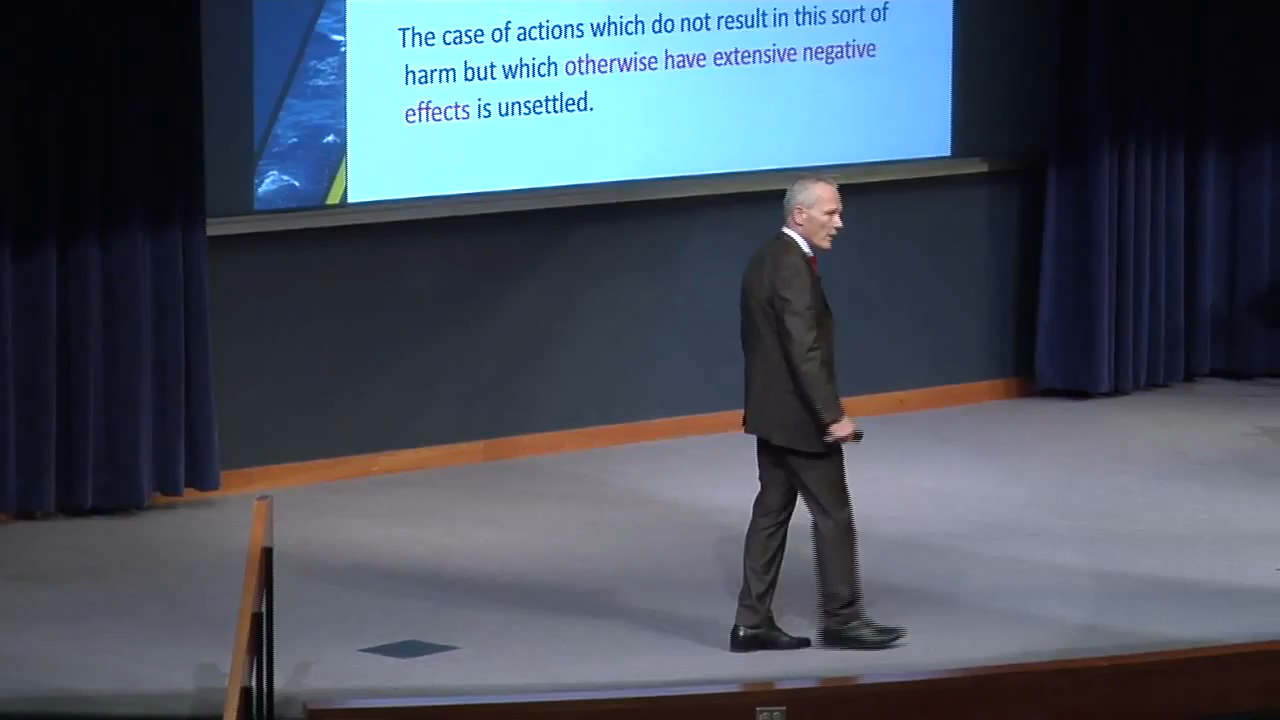 The case of actions which do not result in this sort of
harm but which otherwise have extensive negative
effects is unsettled.